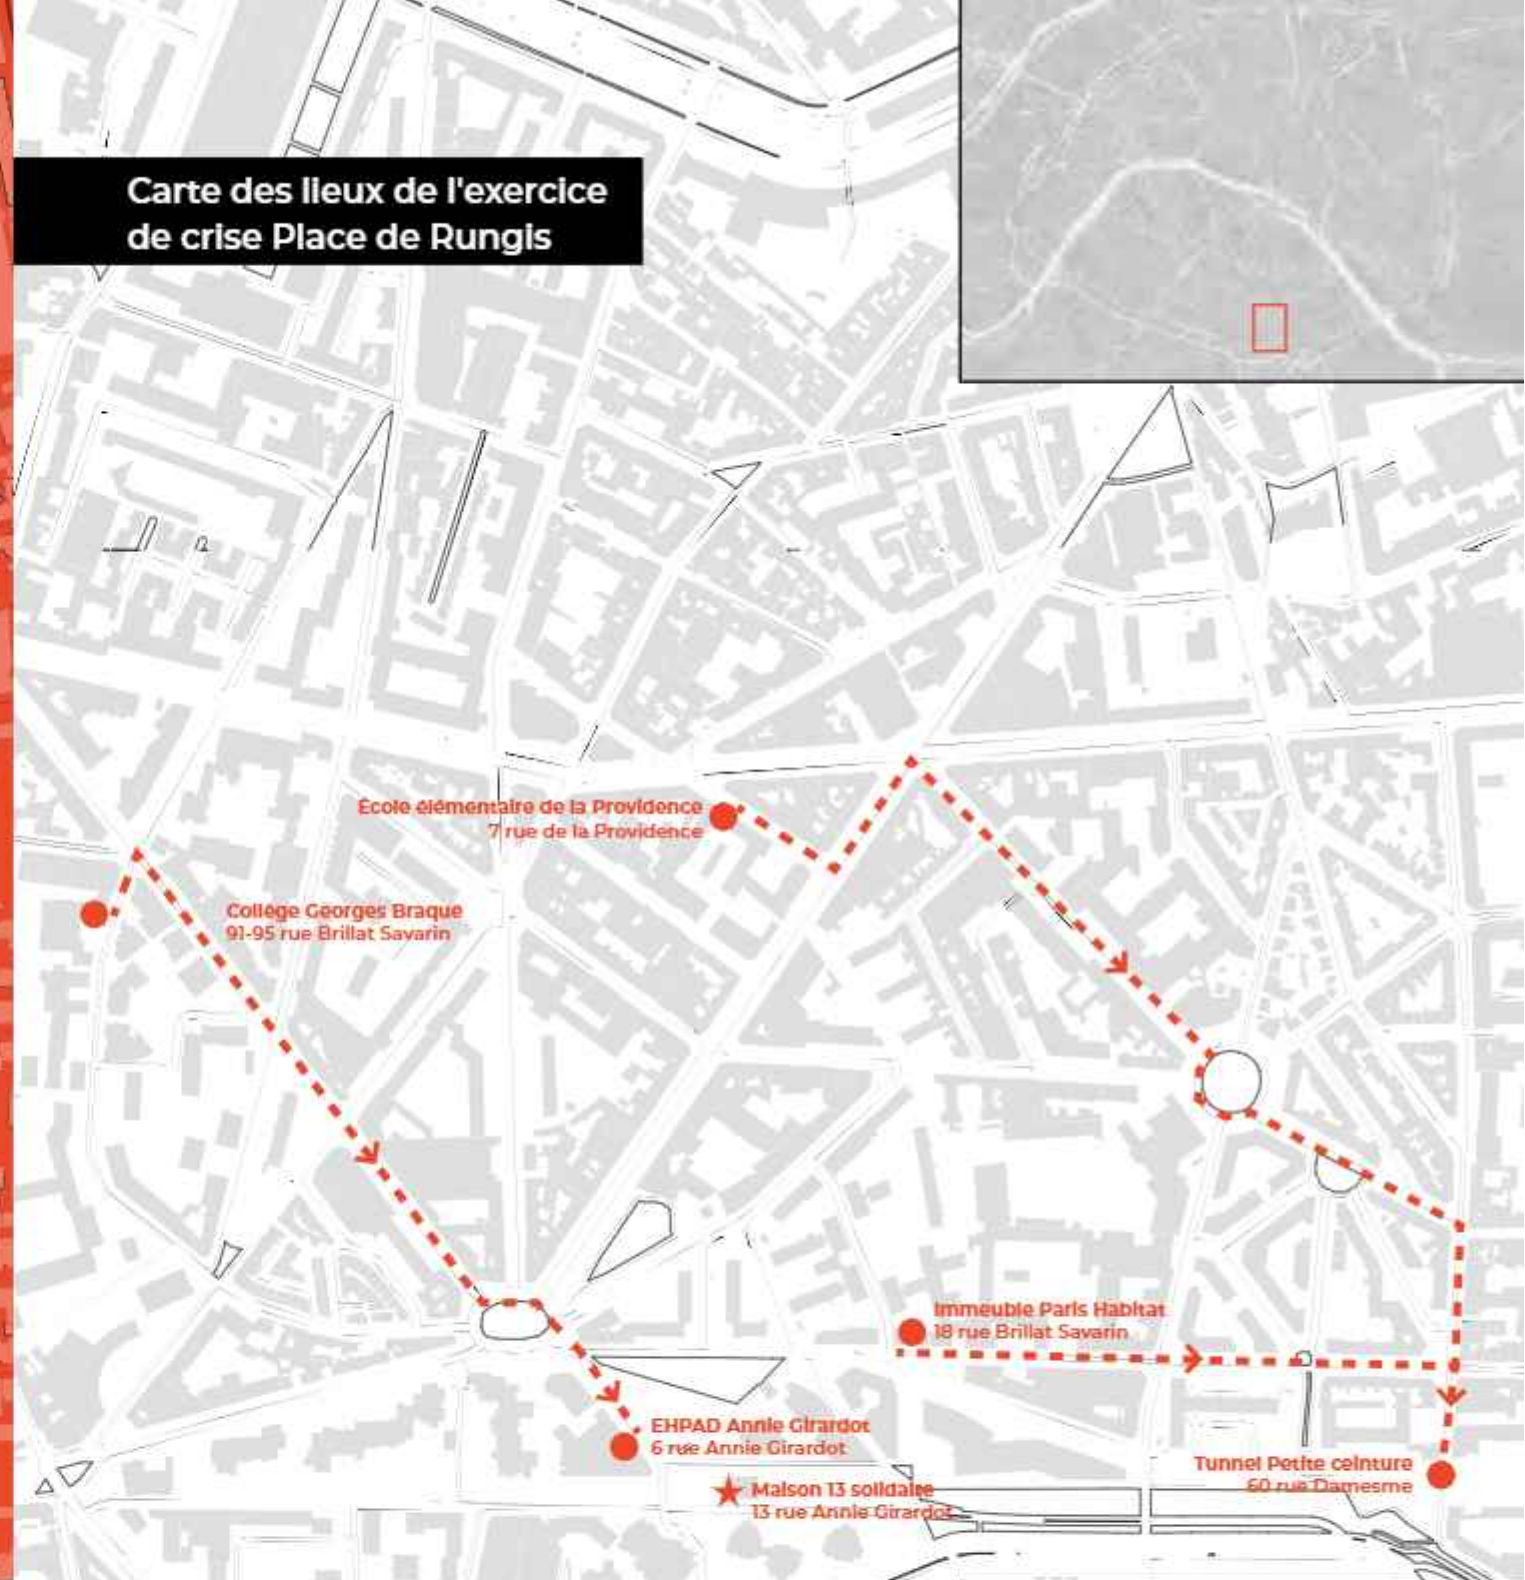 Carte des lieux de l'exercice
de crise Place de Rungis
École élémentaire de la Providence
7 rue de la Providence
Collège Georges Braque
91-95 rue Brillat Savarin
Immeuble Paris Habitat
18 rue Brillat Savarin
EHPAD Annie Girardot
6 rue Annie Girardot
Tunnel Petite ceinture
60 rue Damesme
Maison 13 solidaire
13 rue Annie Girardot